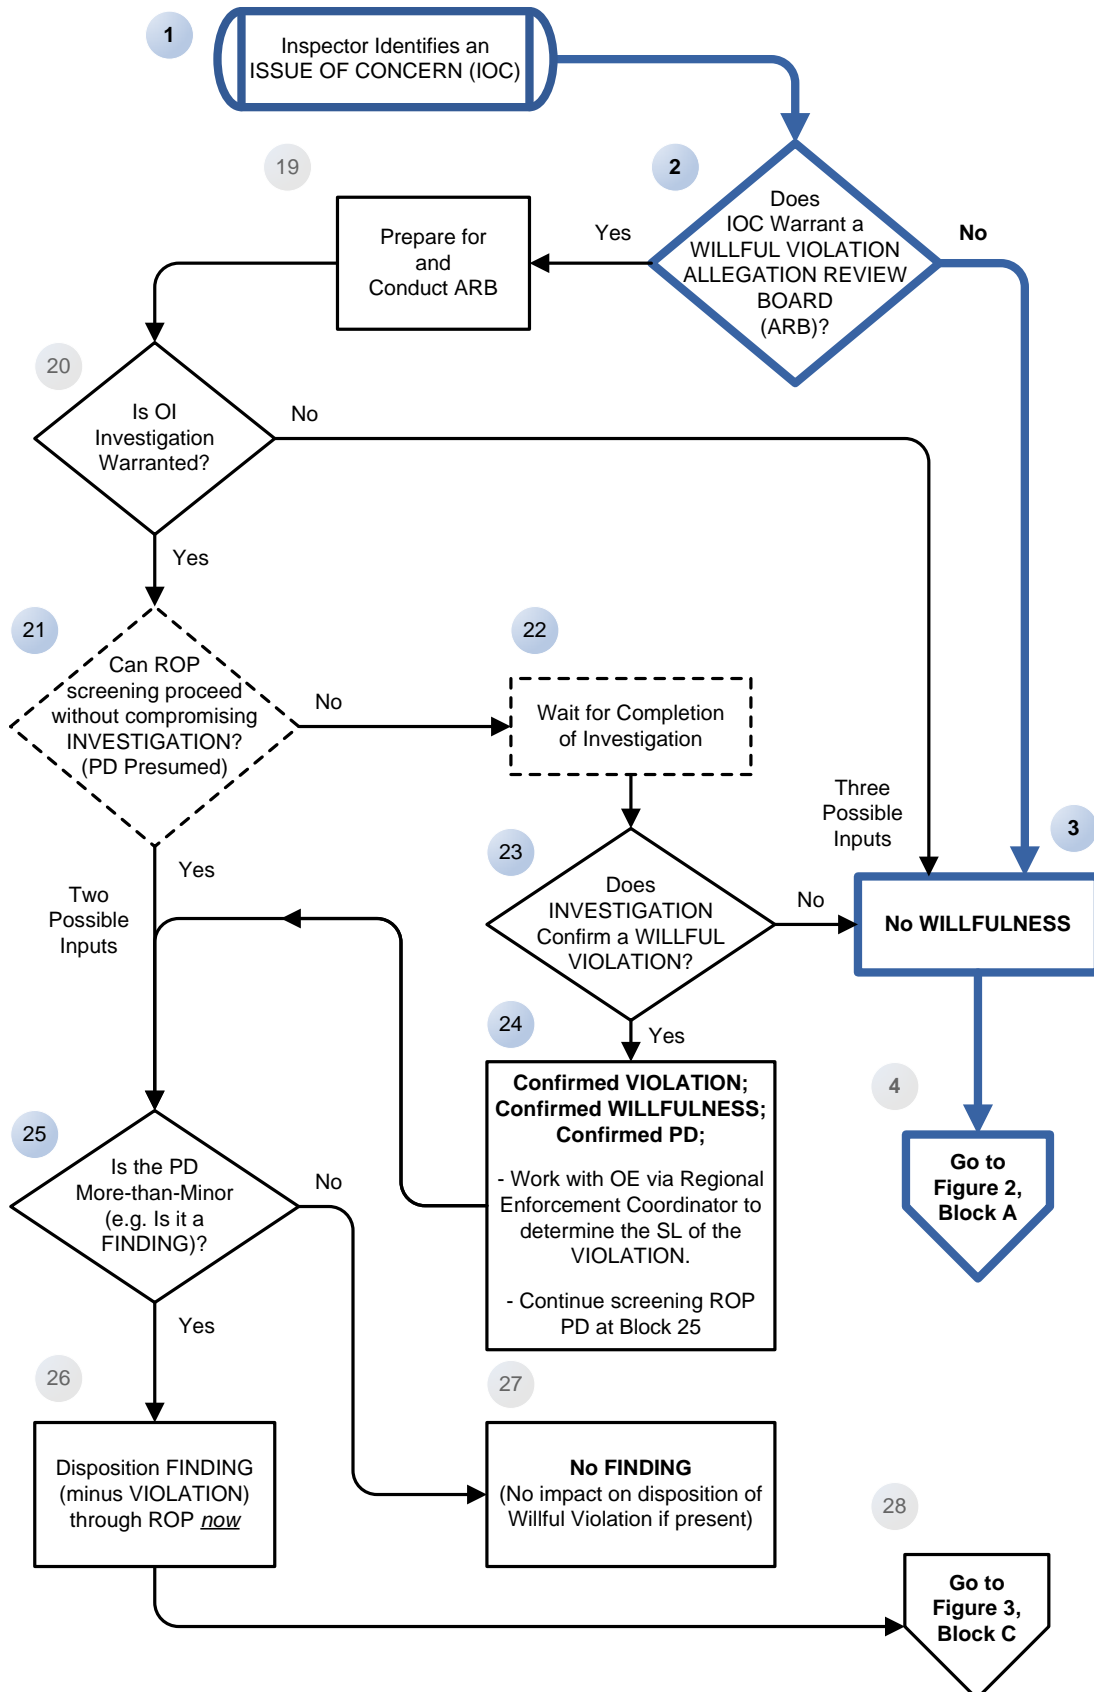 1
Inspector Identifies an
ISSUE OF CONCERN (IOC)
19
2
Prepare for
and
Conduct ARB
Yes
Does
IOC Warrant a
WILLFUL VIOLATION
ALLEGATION REVIEW
BOARD
(ARB)?
No
20
Is OI
Investigation
Warranted?
No
Yes
21
Can ROP
screening proceed
without compromising
INVESTIGATION?
(PD Presumed)
No
22
Wait for Completion
of Investigation
Three
Possible
Inputs
3
Yes
Two
Possible
Inputs
23
Does
INVESTIGATION
Confirm a WILLFUL
VIOLATION?
No
No WILLFULNESS
24
Yes
Confirmed VIOLATION;
Confirmed WILLFULNESS;
Confirmed PD;
- Work with OE via Regional
Enforcement Coordinator to
determine the SL of the
VIOLATION.
- Continue screening ROP
PD at Block 25
4
Go to
Figure 2,
Block A
25
Is the PD
More-than-Minor
(e.g. Is it a
FINDING)?
No
Yes
26
Disposition FINDING
(minus VIOLATION)
through ROP now
27
No FINDING
(No impact on disposition of
Willful Violation if present)
28
Go to
Figure 3,
Block C